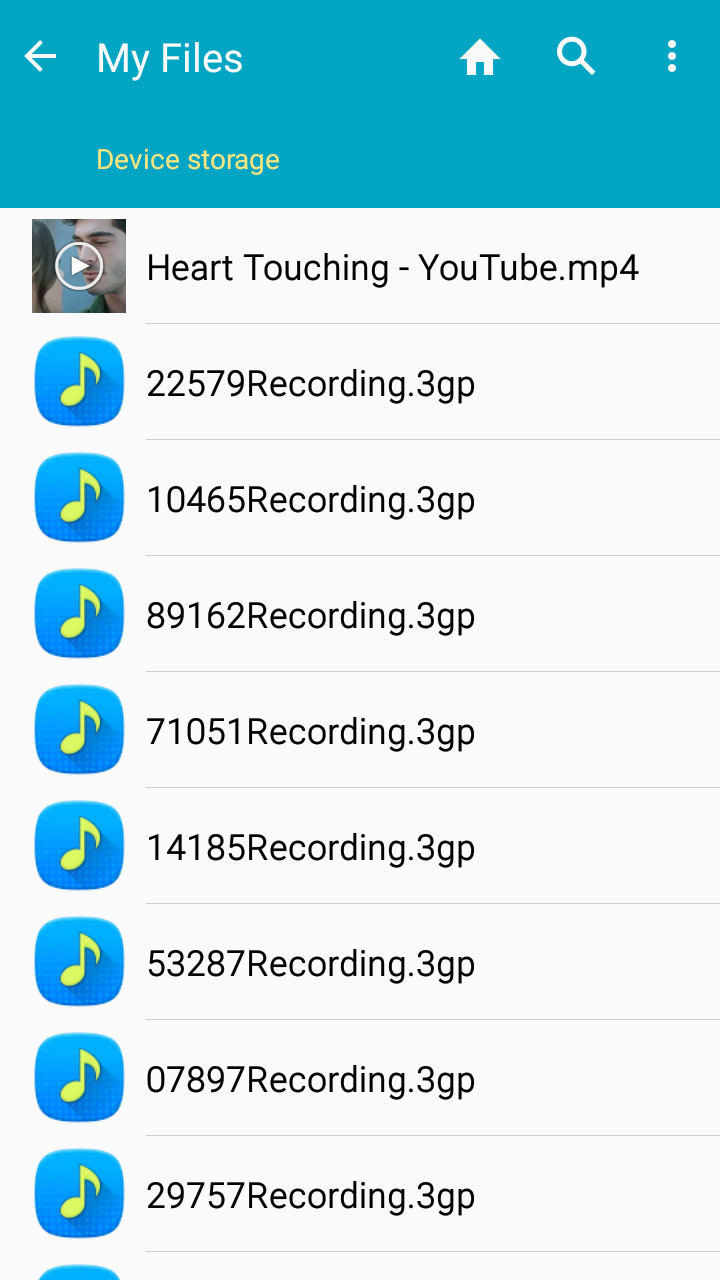 My Files
Device storage
Heart Touching - YouTube.mp4
22579Recording.3gp
10465Recording.3gp
89162Recording.3gp
71051Recording.3gp
14185Recording.3gp
53287Recording.3gp
07897Recording.3gp
29757Recording.3gp